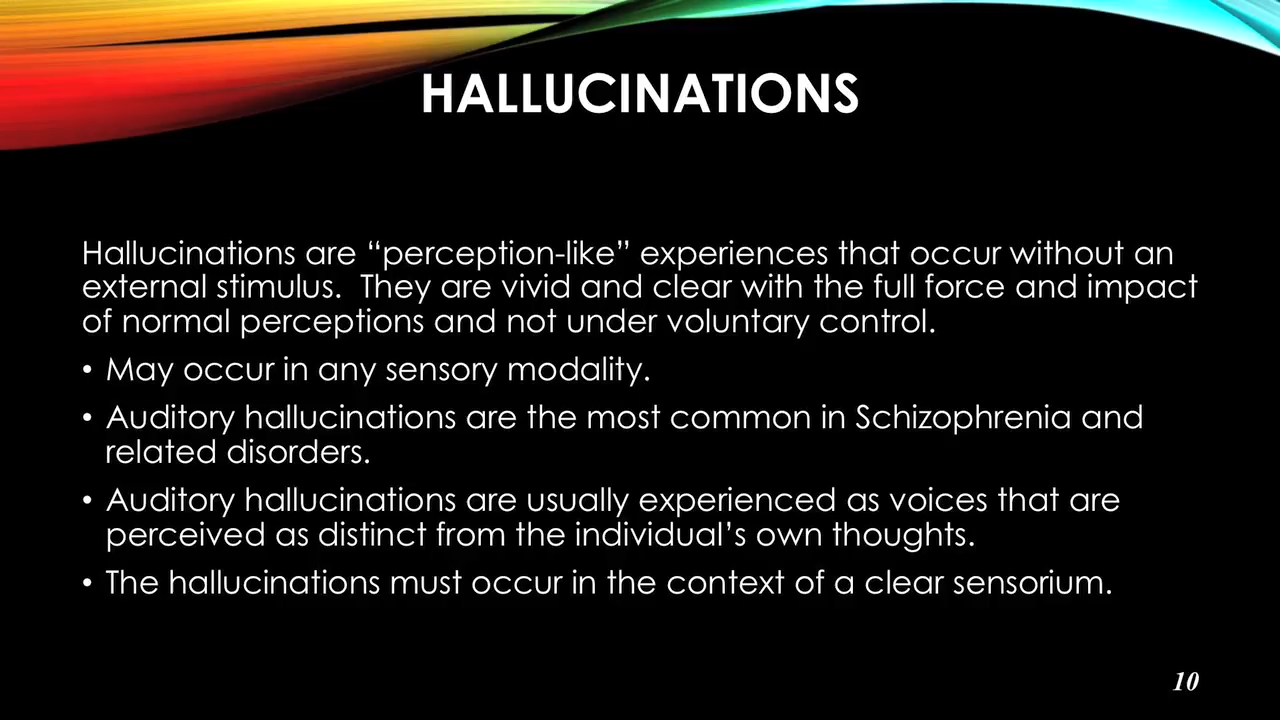 HALLUCINATIONS
Hallucinations are “perception-like” experiences that occur without an
external stimulus.  They are vivid and clear with the full force and impact
of normal perceptions and not under voluntary control.
• May occur in any sensory modality.
• Auditory hallucinations are the most common in Schizophrenia and
related disorders.
• Auditory hallucinations are usually experienced as voices that are
perceived as distinct from the individual’s own thoughts.
• The hallucinations must occur in the context of a clear sensorium.
10